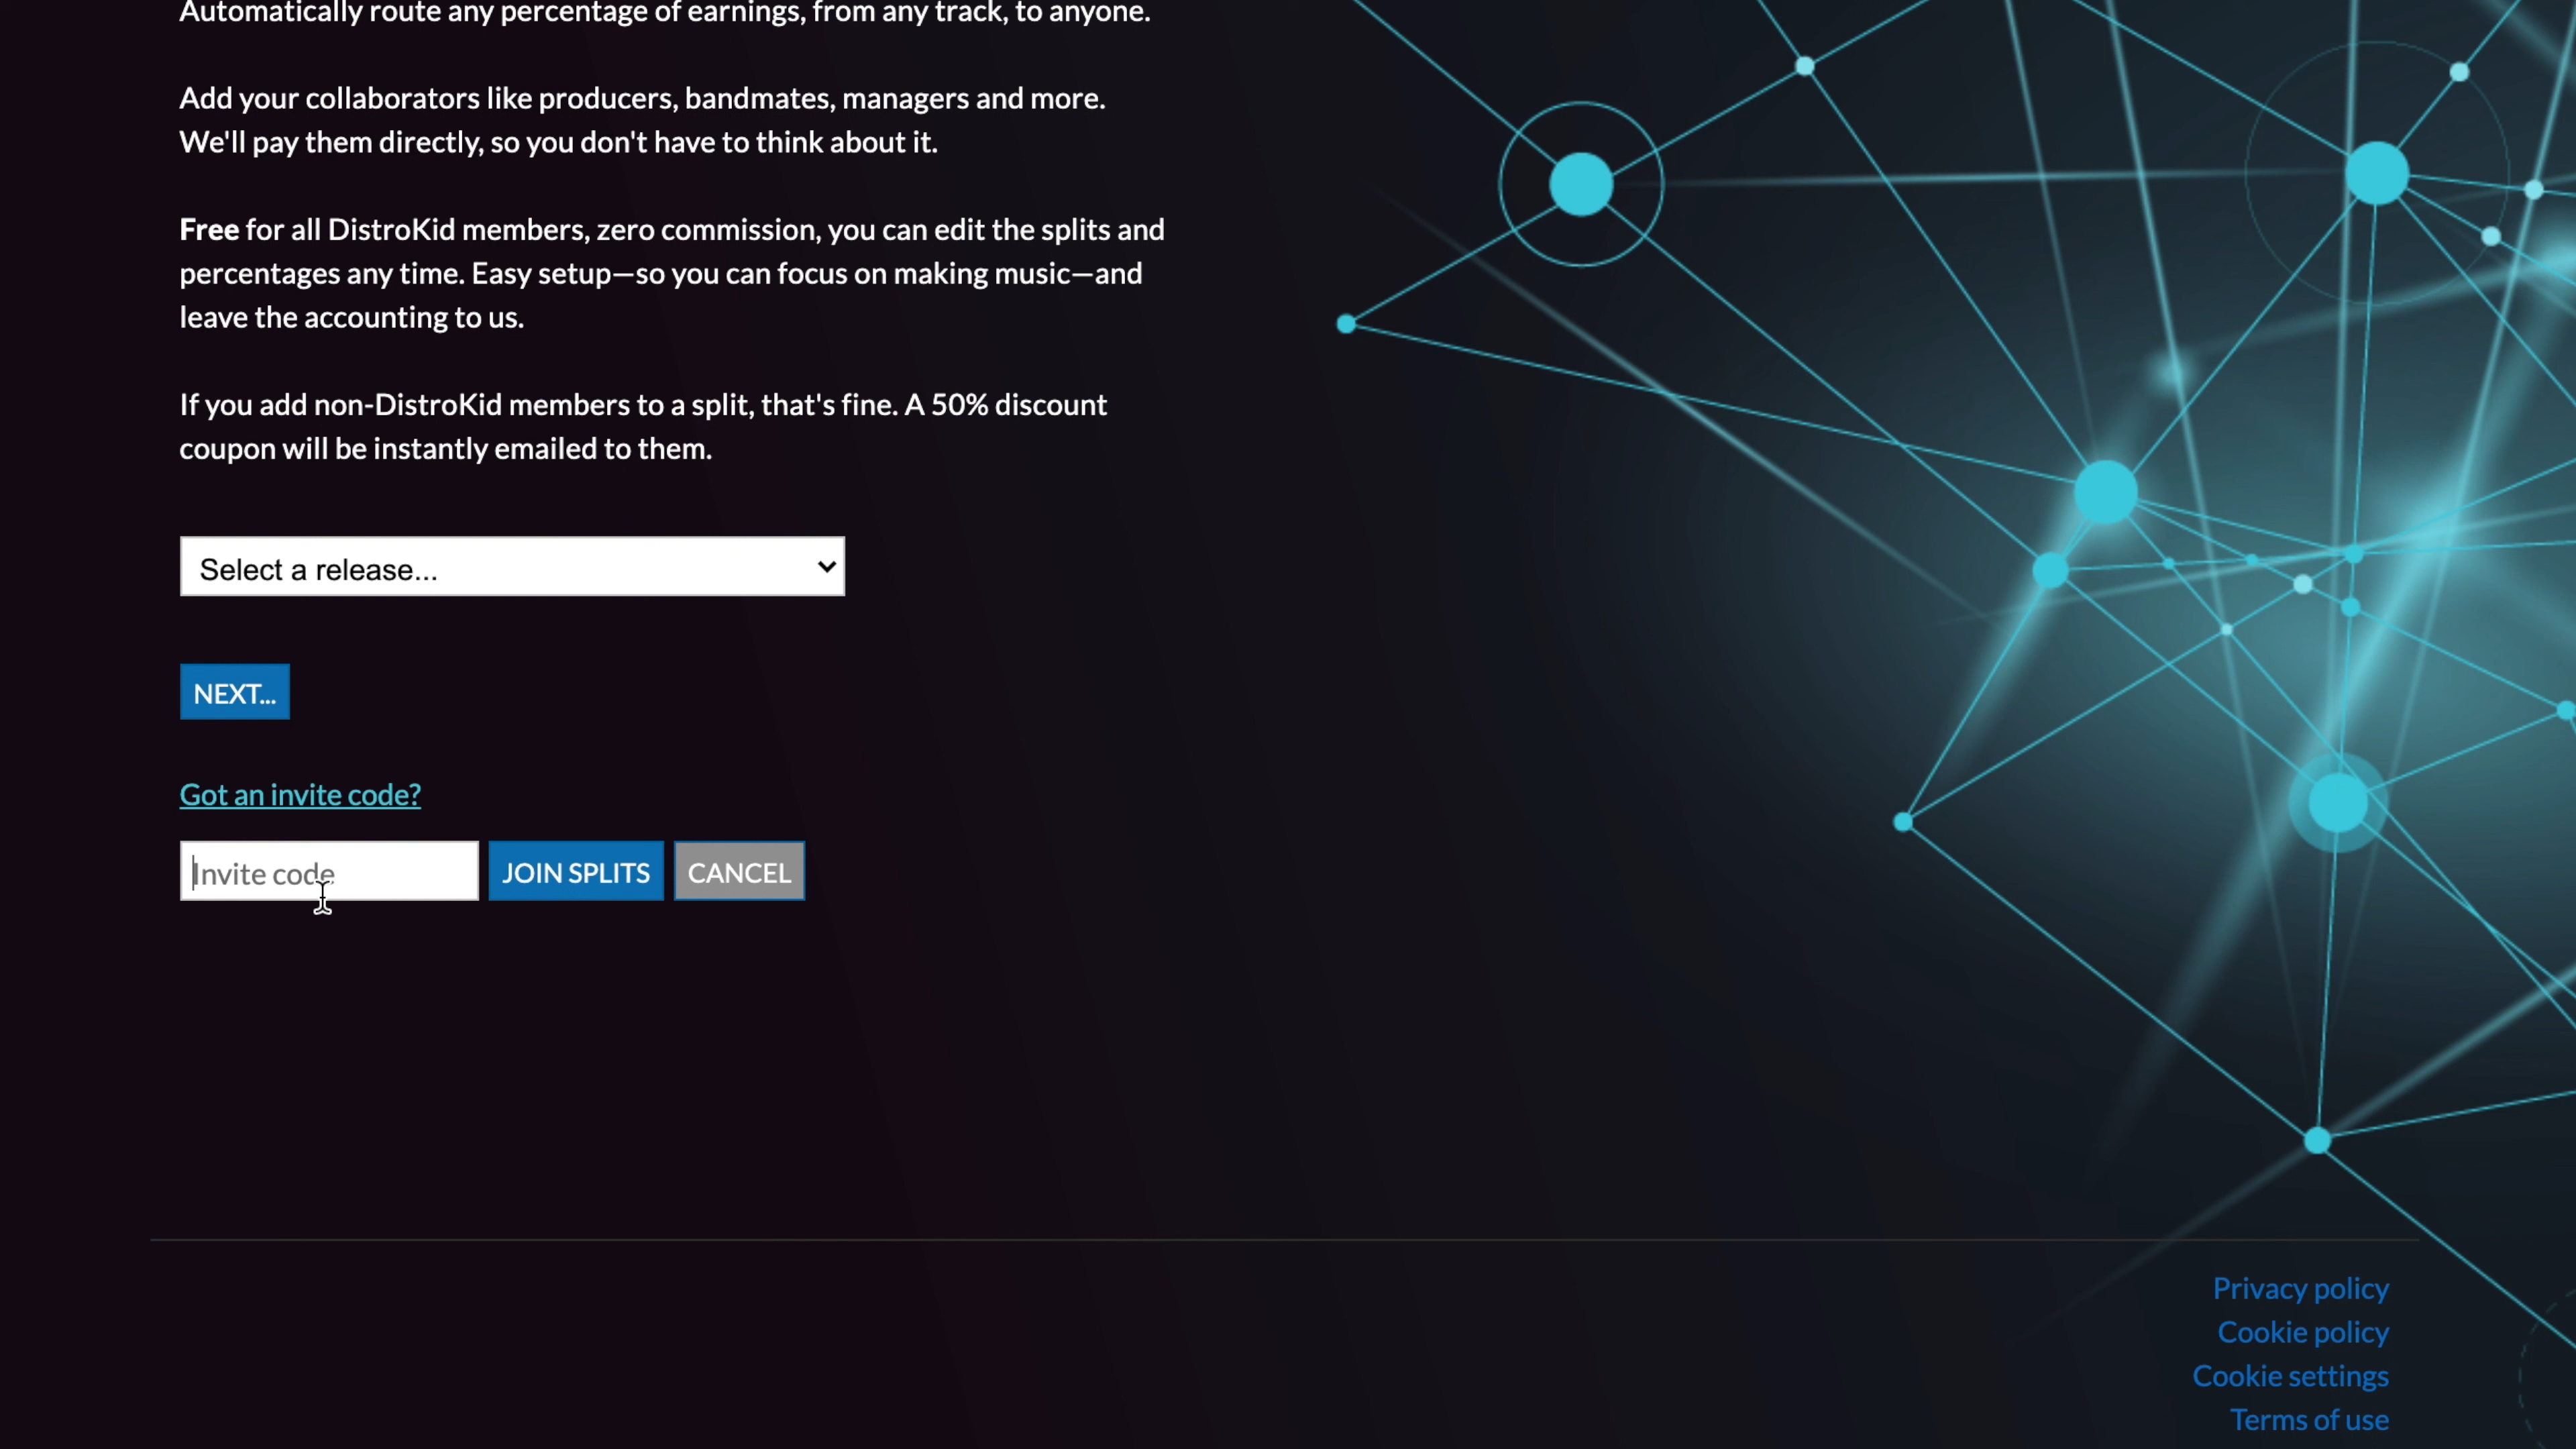 Automatically route any percentage of earnings, from any track, to anyone.
Add your collaborators like producers, bandmates, managers and more.
We'll pay them directly, so you don't have to think about it.
Free for all DistroKid members, zero commission, you can edit the splits and
percentages any time. Easy setup—so you can focus on making music—and
leave the accounting to us.
If you add non-DistroKid members to a split, that's fine. A 50% discount
coupon will be instantly emailed to them.
Select a release...
NEXT...
Got an invite code?
Invite code JOIN SPLITS CANCEL
Privacy policy
Cookie policy
Cookie settings
Terms of use